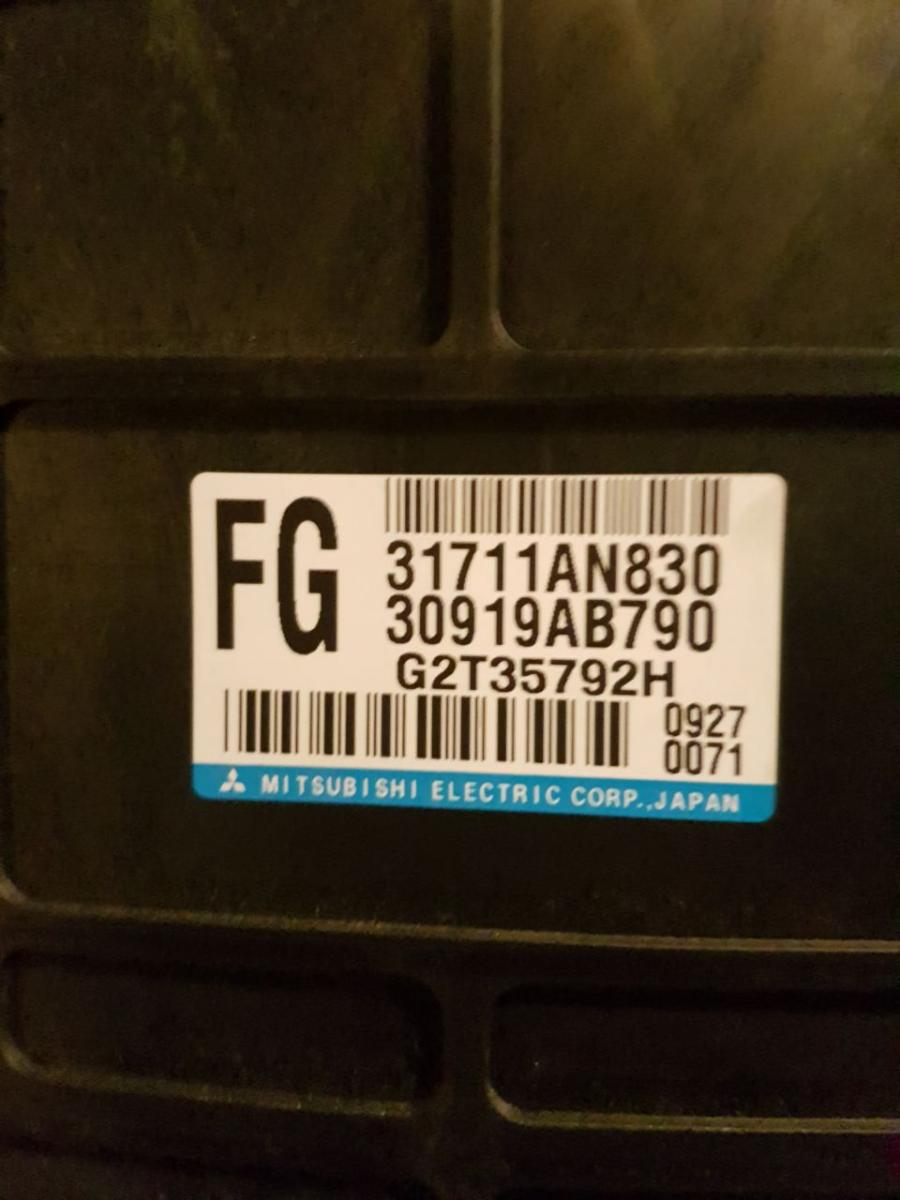 FG
31711AN830
30919AB790
G2T35792H
0927
0071
MITSUBISHI ELECTRIC CORP.,JAPAN